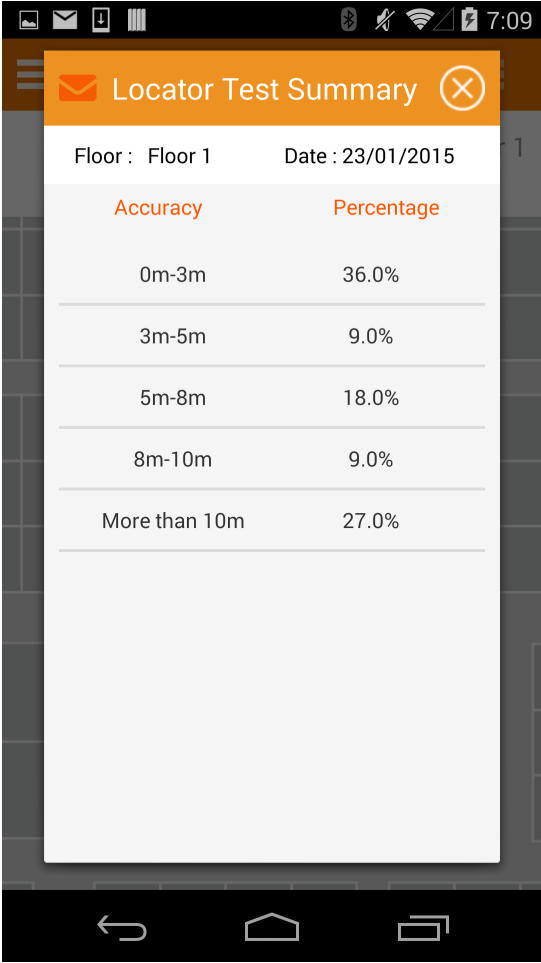 7:09
Locator Test Summary
Floor : Floor 1 Date : 23/01/2015
1
Accuracy Percentage
0m-3m 36.0%
3m-5m 9.0%
5m-8m 18.0%
8m-10m 9.0%
More than 10m 27.0%